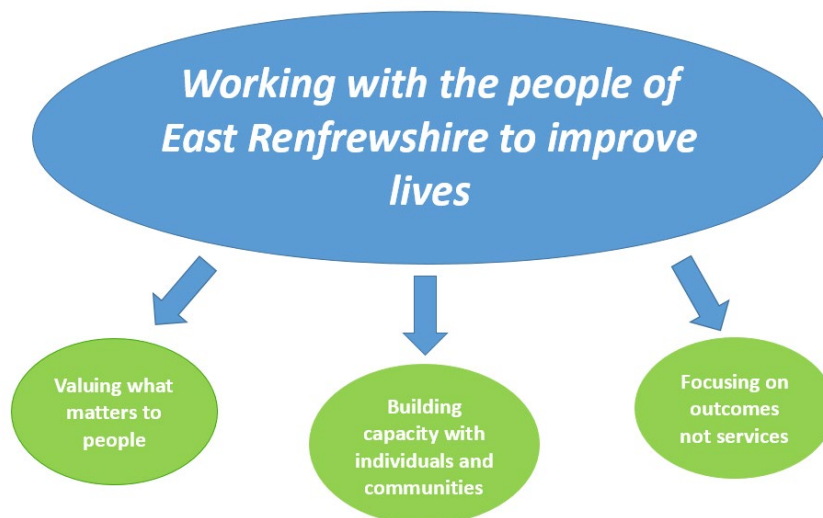 Working with the people of
East Renfrewshire to improve
lives
Valuing what
matters to
people
Building
capacity with
individuals and
communities
Focusing on
outcomes
not services